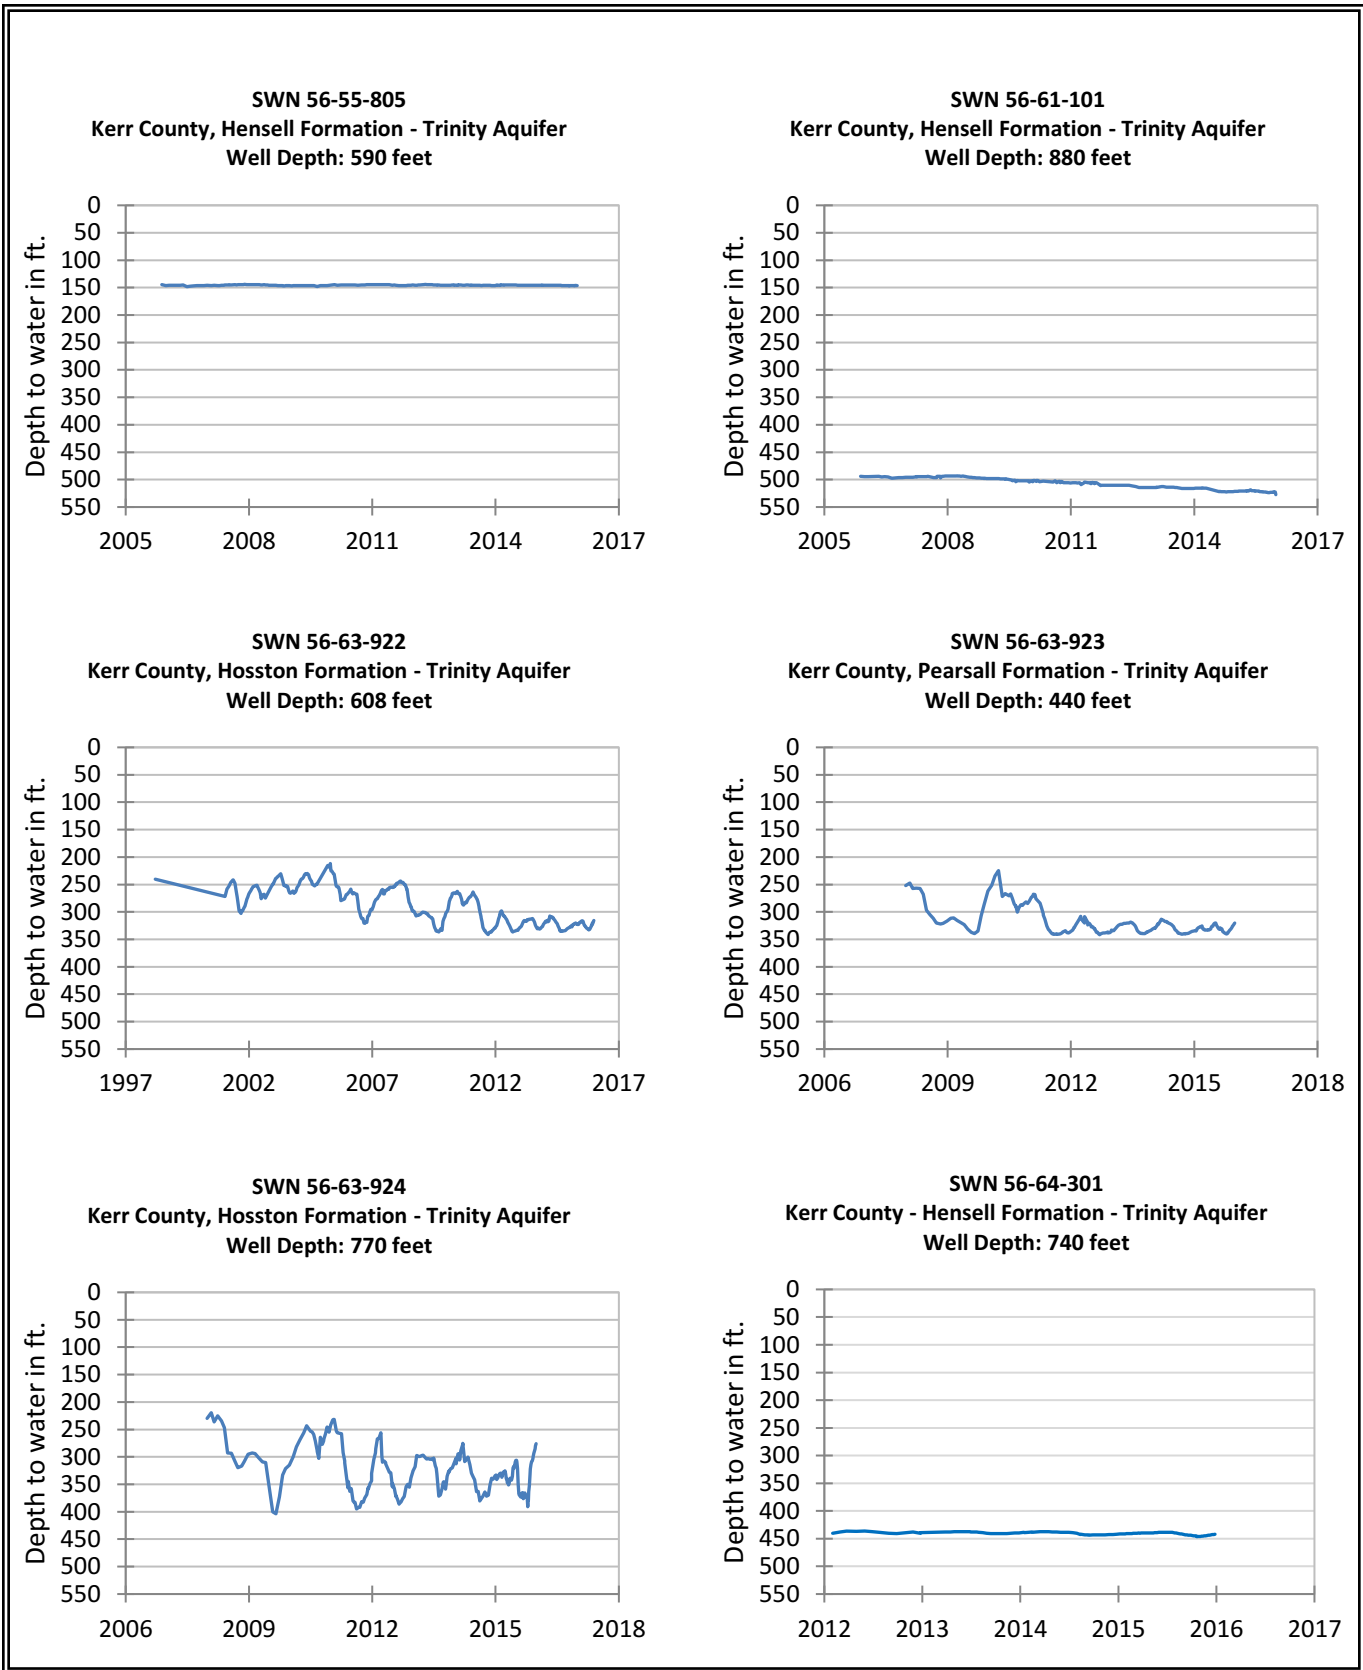 SWN 56-55-805
Kerr County, Hensell Formation - Trinity Aquifer
Well Depth: 590 feet
Depth to water in ft.
0
50
100
150
200
250
300
350
400
450
500
550
2005 2008 2011 2014 2017
SWN 56-61-101
Kerr County, Hensell Formation - Trinity Aquifer
Well Depth: 880 feet
Depth to water in ft.
0
50
100
150
200
250
300
350
400
450
500
550
2005 2008 2011 2014 2017
SWN 56-63-922
Kerr County, Hosston Formation - Trinity Aquifer
Well Depth: 608 feet
Depth to water in ft.
0
50
100
150
200
250
300
350
400
450
500
550
1997 2002 2007 2012 2017
SWN 56-63-923
Kerr County, Pearsall Formation - Trinity Aquifer
Well Depth: 440 feet
Depth to water in ft.
0
50
100
150
200
250
300
350
400
450
500
550
2006 2009 2012 2015 2018
SWN 56-63-924
Kerr County, Hosston Formation - Trinity Aquifer
Well Depth: 770 feet
Depth to water in ft.
0
50
100
150
200
250
300
350
400
450
500
550
2006 2009 2012 2015 2018
SWN 56-64-301
Kerr County - Hensell Formation - Trinity Aquifer
Well Depth: 740 feet
Depth to water in ft.
0
50
100
150
200
250
300
350
400
450
500
550
2012 2013 2014 2015 2016 2017